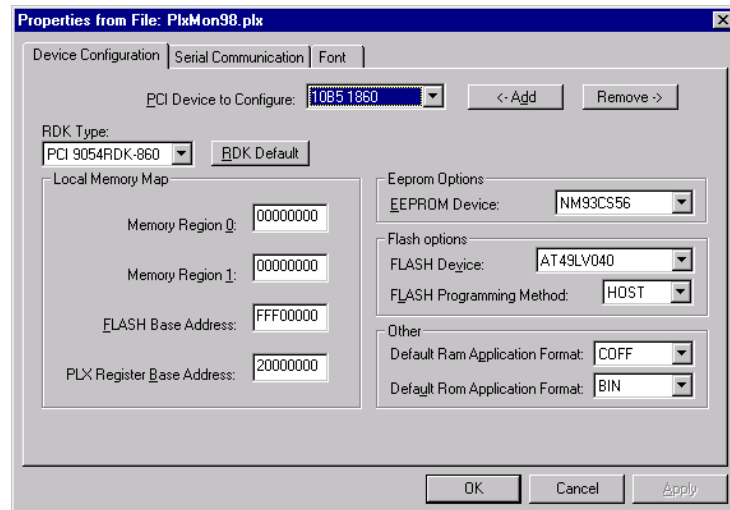 Properties from File: PlxMon98.plx
Device Configuration Serial Communication Font
PCI Device to Configure: 10B5 1860 <- Add Remove ->
RDK Type:
PCI 9054RDK-860 RDK Default
Local Memory Map
Memory Region 0: 00000000
Memory Region 1: 00000000
FLASH Base Address: FFF00000
PLX Register Base Address: 20000000
Eeprom Options
EEPROM Device: NM93CS56
Flash options
FLASH Device: AT49LV040
FLASH Programming Method: HOST
Other
Default Ram Application Format: COFF
Default Rom Application Format: BIN
OK Cancel Apply